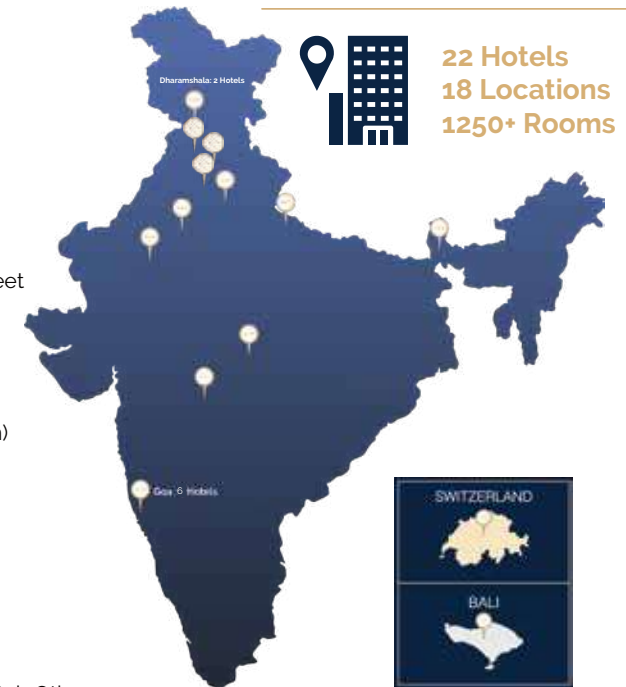 22 Hotels
18 Locations
1250+ Rooms
Dharamshala: 2 Hotels
eet
)
Goa 6 Hotels
SWITZERLAND
BALI